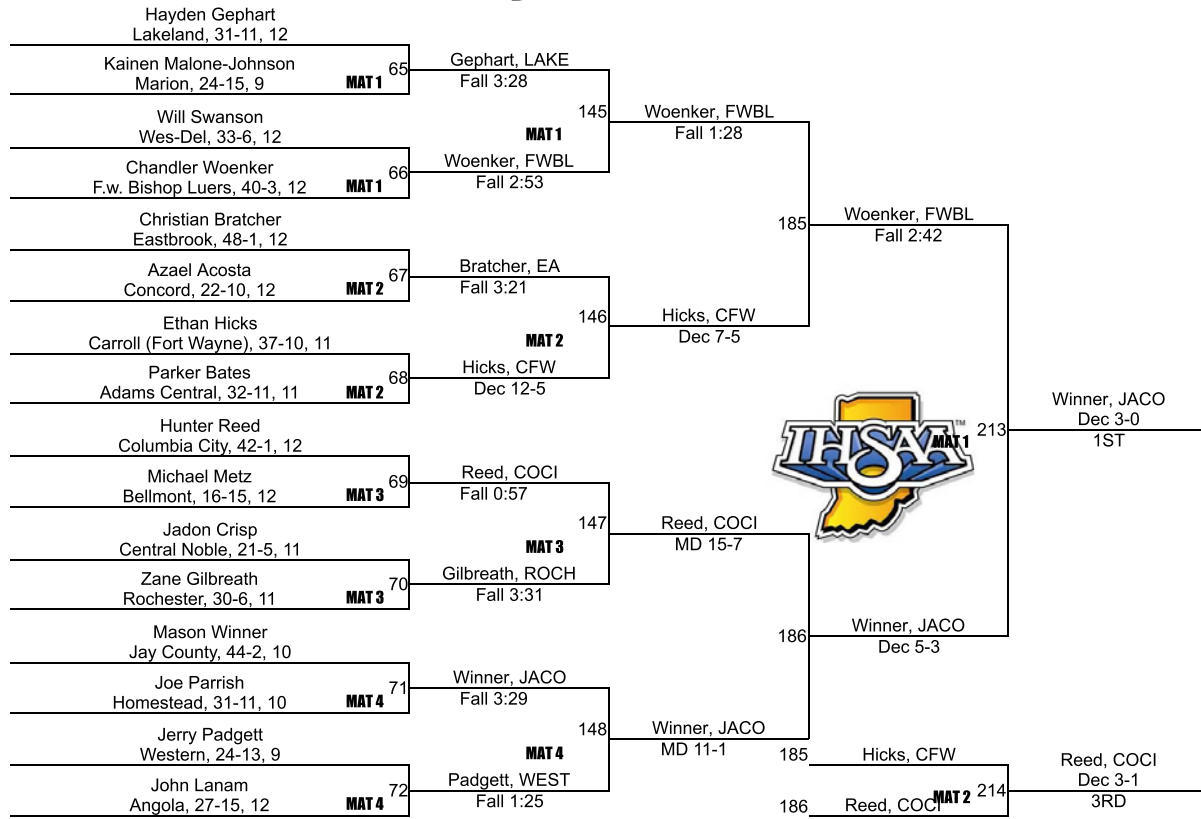 Hayden Gephart
Lakeland, 31-11, 12
Kainen Malone-Johnson
Marion, 24-15, 9
MAT 1
65
Will Swanson
Wes-Del, 33-6, 12
Chandler Woenker
F.w. Bishop Luers, 40-3, 12
MAT 1
66
Christian Bratcher
Eastbrook, 48-1, 12
Azael Acosta
Concord, 22-10, 12
MAT 2
67
Ethan Hicks
Carroll (Fort Wayne), 37-10, 11
Parker Bates
Adams Central, 32-11, 11
MAT 2
68
Hunter Reed
Columbia City, 42-1, 12
Michael Metz
Bellmont, 16-15, 12
MAT 3
69
Jadon Crisp
Central Noble, 21-5, 11
Zane Gilbreath
Rochester, 30-6, 11
MAT 3
70
Mason Winner
Jay County, 44-2, 10
Joe Parrish
Homestead, 31-11, 10
MAT 4
71
Jerry Padgett
Western, 24-13, 9
John Lanam
Angola, 27-15, 12
MAT 4
72
Gephart, LAKE
Fall 3:28
145
MAT 1
Woenker, FWBL
Fall 2:53
Bratcher, EA
Fall 3:21
146
MAT 2
Hicks, CFW
Dec 12-5
Reed, COCI
Fall 0:57
147
MAT 3
Gilbreath, ROCH
Fall 3:31
Winner, JACO
Fall 3:29
148
MAT 4
Padgett, WEST
Fall 1:25
Woenker, FWBL
Fall 1:28
185
Hicks, CFW
Dec 7-5
Reed, COCI
MD 15-7
186
Winner, JACO
MD 11-1
Woenker, FWBL
Fall 2:42
IHSAA™
MAT 1
213
Winner, JACO
Dec 5-3
Winner, JACO
Dec 3-0
1ST
185
Hicks, CFW
186
Reed, COCI
MAT 2
214
Reed, COCI
Dec 3-1
3RD